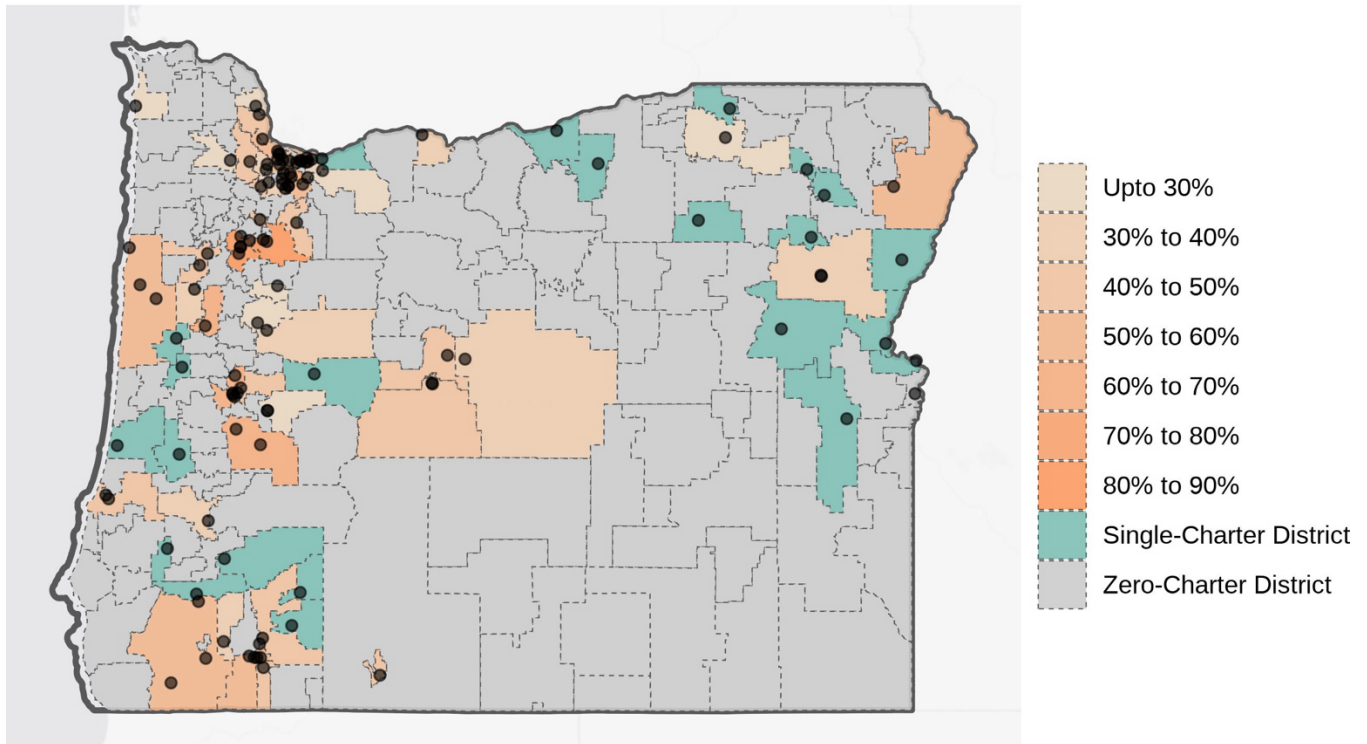 Upto 30%
30% to 40%
40% to 50%
50% to 60%
60% to 70%
70% to 80%
80% to 90%
Single-Charter District
Zero-Charter District